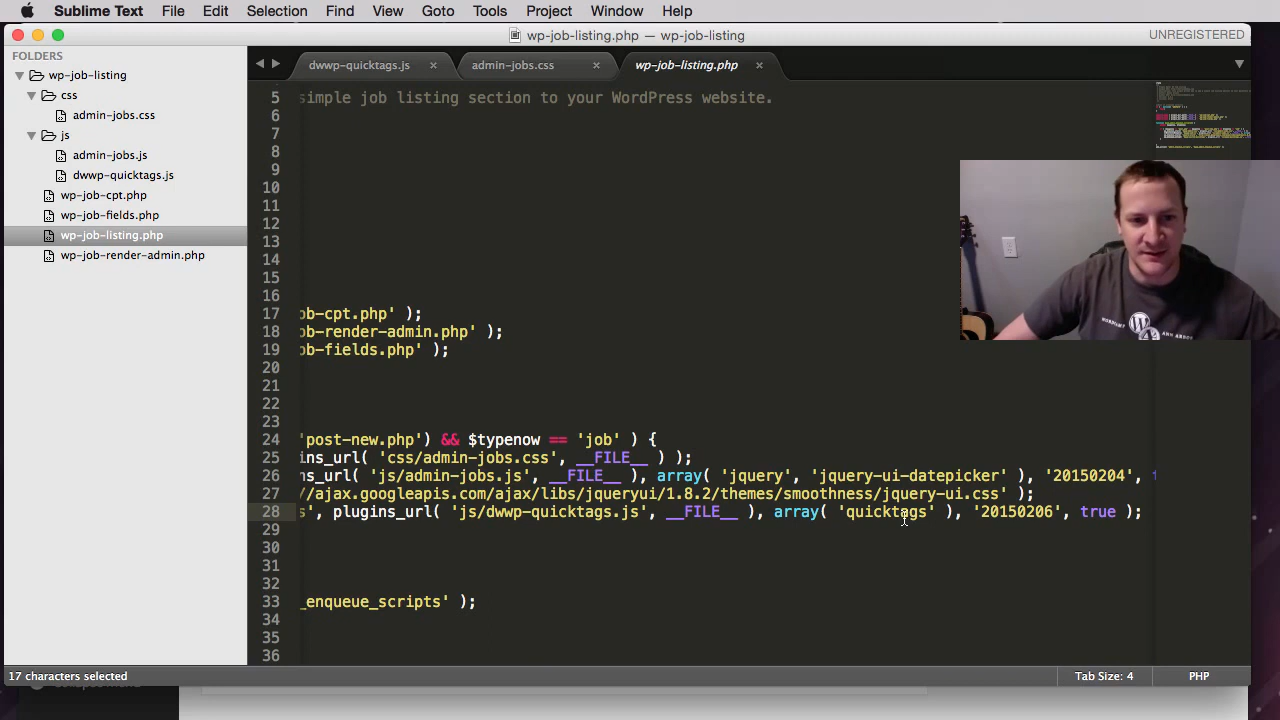 Sublime Text File Edit Selection Find View Goto Tools Project Window Help
wp-job-listing.php — wp-job-listing
UNREGISTERED
FOLDERS
wp-job-listing
css
admin-jobs.css
js
admin-jobs.js
dwwp-quicktags.js
wp-job-cpt.php
wp-job-fields.php
wp-job-listing.php
wp-job-render-admin.php
dwwp-quicktags.js × admin-jobs.css × wp-job-listing.php ×
5 simple job listing section to your WordPress website.
6
7
8
9
10
11
12
13
14
15
16
17 ob-cpt.php' );
18 ob-render-admin.php' );
19 ob-fields.php' );
20
21
22
23
24 'post-new.php') && $typenow == 'job' ) {
25 ins_url( 'css/admin-jobs.css', __FILE__ ) );
26 ns_url( 'js/admin-jobs.js', __FILE__ ), array( 'jquery', 'jquery-ui-datepicker' ), '20150204', t
27 //ajax.googleapis.com/ajax/libs/jqueryui/1.8.2/themes/smoothness/jquery-ui.css' );
28 s', plugins_url( 'js/dwwp-quicktags.js', __FILE__ ), array( 'quicktags' ), '20150206', true );
29
30
31
32
33 _enqueue_scripts' );
34
35
36
17 characters selected
Tab Size: 4
PHP